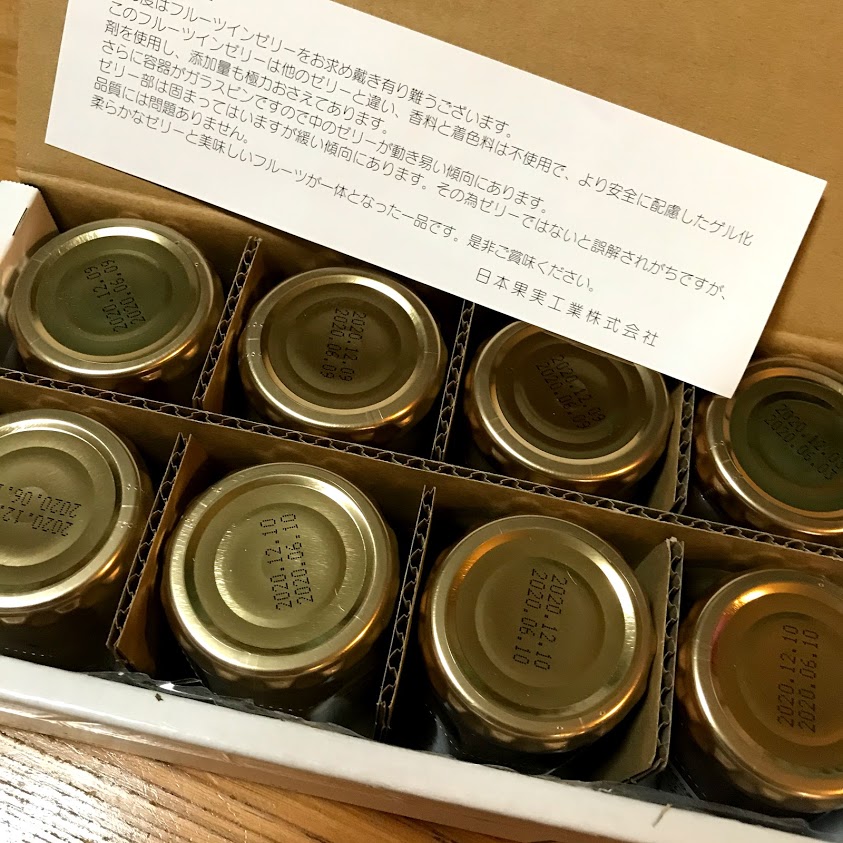 度はフルーツインゼリーをお求め戴き有り難うございます。
このフルーツインゼリーは他のゼリーと違い、香料と着色料は不使用で、より安全に配慮したゲル化
剤を使用し、添加量も極力おさえてあります。
さらに容器がガラスビンですので中のゼリーが動き易い傾向にあります。
ゼリー部は固まってはいますが緩い傾向にあります。その為ゼリーではないと誤解されがちですが、
品質には問題ありません。
柔らかなゼリーと美味しいフルーツが一体となった一品です。是非ご賞味ください。
日本果実工業株式会社
2020.12.09
2020.06.09
2020.12.09
2020.06.09
2020.12.09
2020.06.09
2020.12.10
2020.06.10
2020.12.10
2020.06.10
2020.12.10
2020.06.10